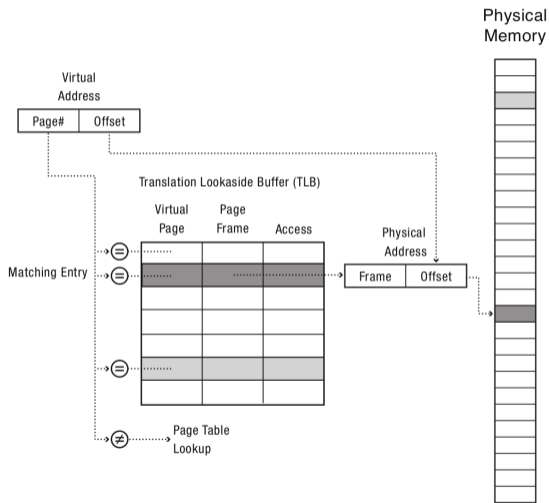 Physical
Memory
Virtual
Address
Page#
Offset
Translation Lookaside Buffer (TLB)
Virtual
Page
Page
Frame
Access
Physical
Address
=
Matching Entry
=
Frame
Offset
=
≠
Page Table
Lookup